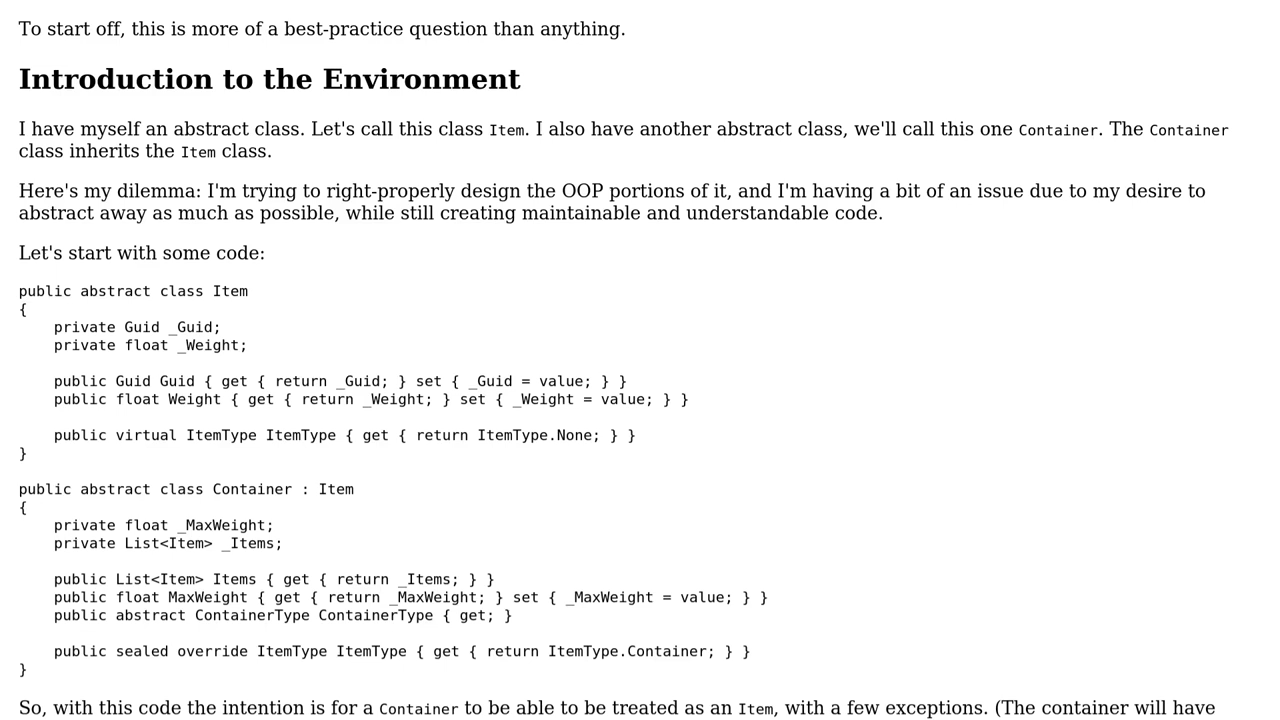 To start off, this is more of a best-practice question than anything.
Introduction to the Environment
I have myself an abstract class. Let's call this class Item. I also have another abstract class, we'll call this one Container. The Container
class inherits the Item class.
Here's my dilemma: I'm trying to right-properly design the OOP portions of it, and I'm having a bit of an issue due to my desire to
abstract away as much as possible, while still creating maintainable and understandable code.
Let's start with some code:
public abstract class Item
{
    private Guid _Guid;
    private float _Weight;
    public Guid Guid { get { return _Guid; } set { _Guid = value; } }
    public float Weight { get { return _Weight; } set { _Weight = value; } }
    public virtual ItemType ItemType { get { return ItemType.None; } }
}
public abstract class Container : Item
{
    private float _MaxWeight;
    private List<Item> _Items;
    public List<Item> Items { get { return _Items; } }
    public float MaxWeight { get { return _MaxWeight; } set { _MaxWeight = value; } }
    public abstract ContainerType ContainerType { get; }
    public sealed override ItemType ItemType { get { return ItemType.Container; } }
}
So, with this code the intention is for a Container to be able to be treated as an Item, with a few exceptions. (The container will have